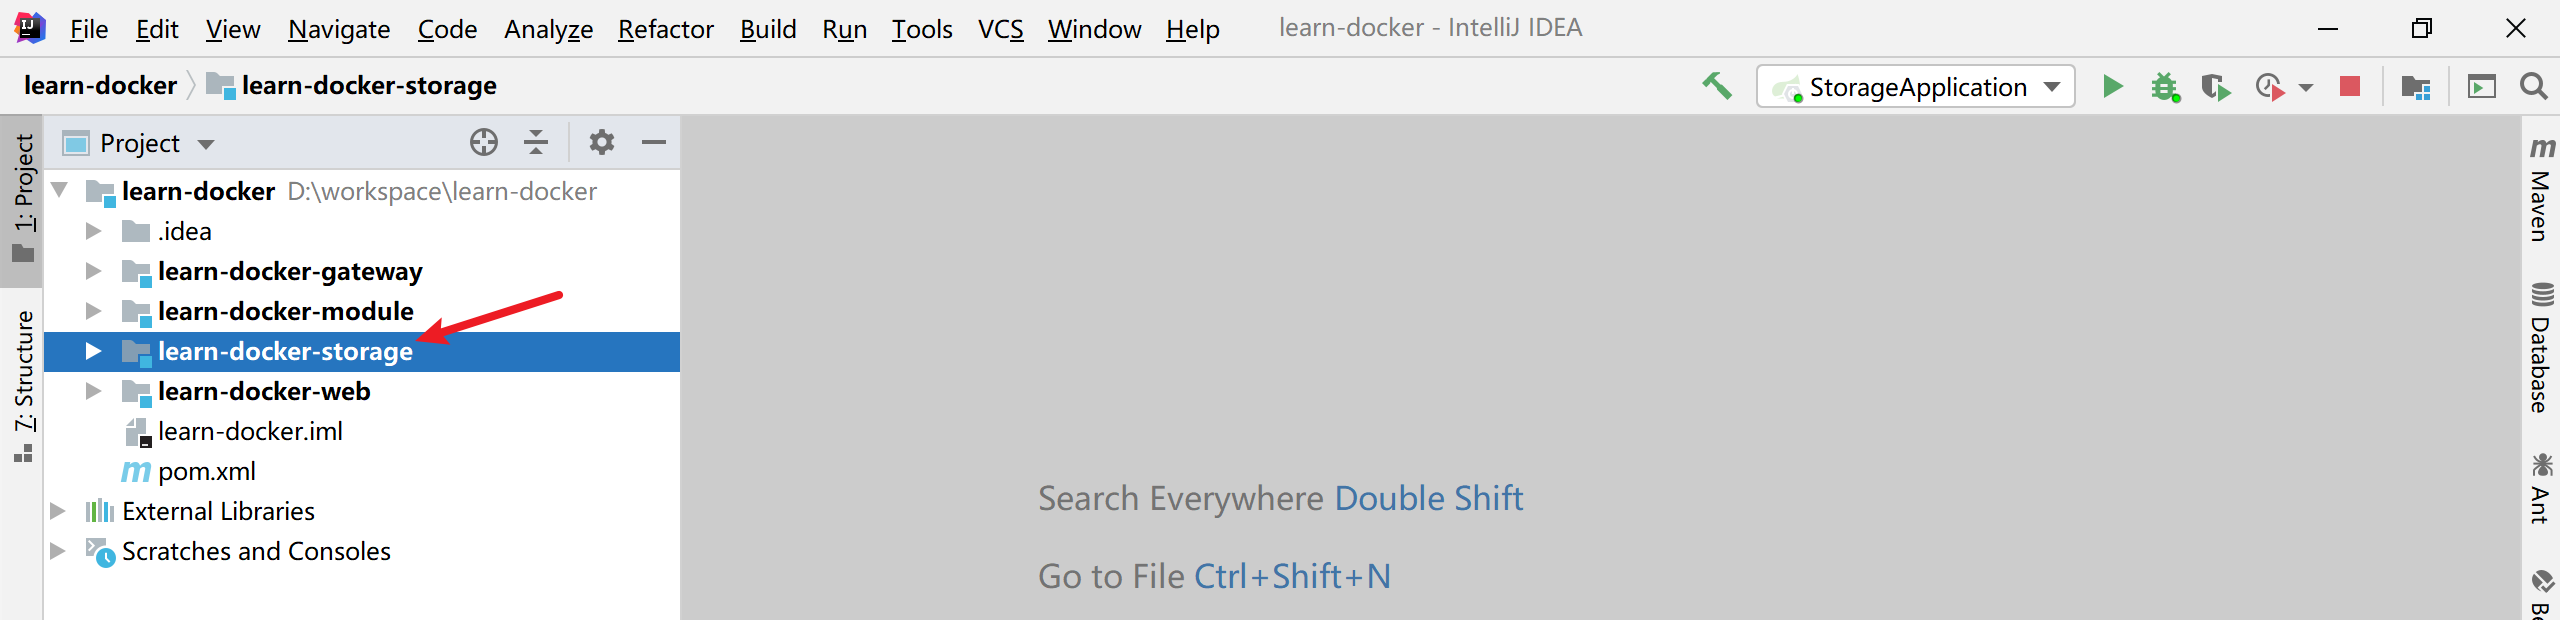 File Edit View Navigate Code Analyze Refactor Build Run Tools VCS Window Help learn-docker - IntelliJ IDEA
learn-docker learn-docker-storage StorageApplication
1: Project
7: Structure
Project
learn-docker D:\workspace\learn-docker
.idea
learn-docker-gateway
learn-docker-module
learn-docker-storage
learn-docker-web
learn-docker.iml
m pom.xml
External Libraries
Scratches and Consoles
Search Everywhere Double Shift
Go to File Ctrl+Shift+N
m Maven
Database
Ant